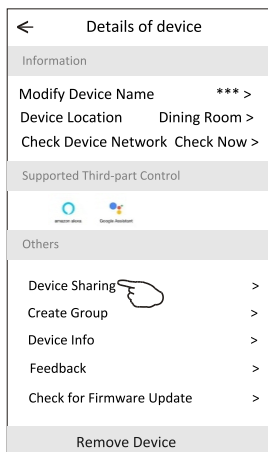 Details of device
Information
Modify Device Name *** >
Device Location Dining Room >
Check Device Network Check Now >
Supported Third-part Control
amazon alexa Google Assistant
Others
Device Sharing >
Create Group >
Device Info >
Feedback >
Check for Firmware Update >
Remove Device